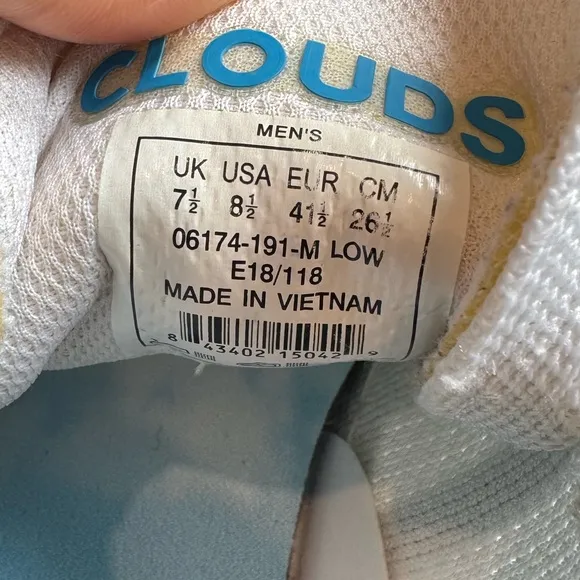 CLOUDS
MEN'S
UK USA EUR CM
7½ 8½ 41½ 26½
06174-191-M LOW
E18/118
MADE IN VIETNAM
8 43402 15042 9